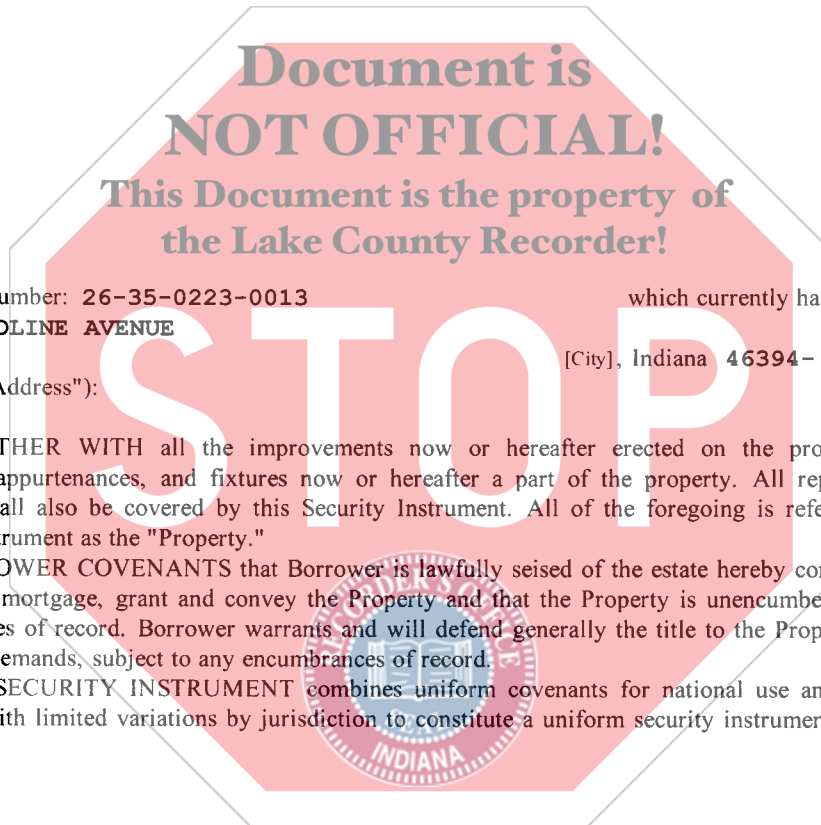 Document is
NOT OFFICIAL!
This Document is the property of
the Lake County Recorder!
umber: 26-35-0223-0013 which currently ha
OLINE AVENUE
[City], Indiana 46394-
Address"):
STOP
THER WITH all the improvements now or hereafter erected on the pro
appurtenances, and fixtures now or hereafter a part of the property. All rep
all also be covered by this Security Instrument. All of the foregoing is refe
trument as the "Property."
OWER COVENANTS that Borrower is lawfully seised of the estate hereby con
mortgage, grant and convey the Property and that the Property is unencumbe
es of record. Borrower warrants and will defend generally the title to the Prop
emands, subject to any encumbrances of record.
SECURITY INSTRUMENT combines uniform covenants for national use an
ith limited variations by jurisdiction to constitute a uniform security instrumen
RECORDER'S OFFICE
INDIANA